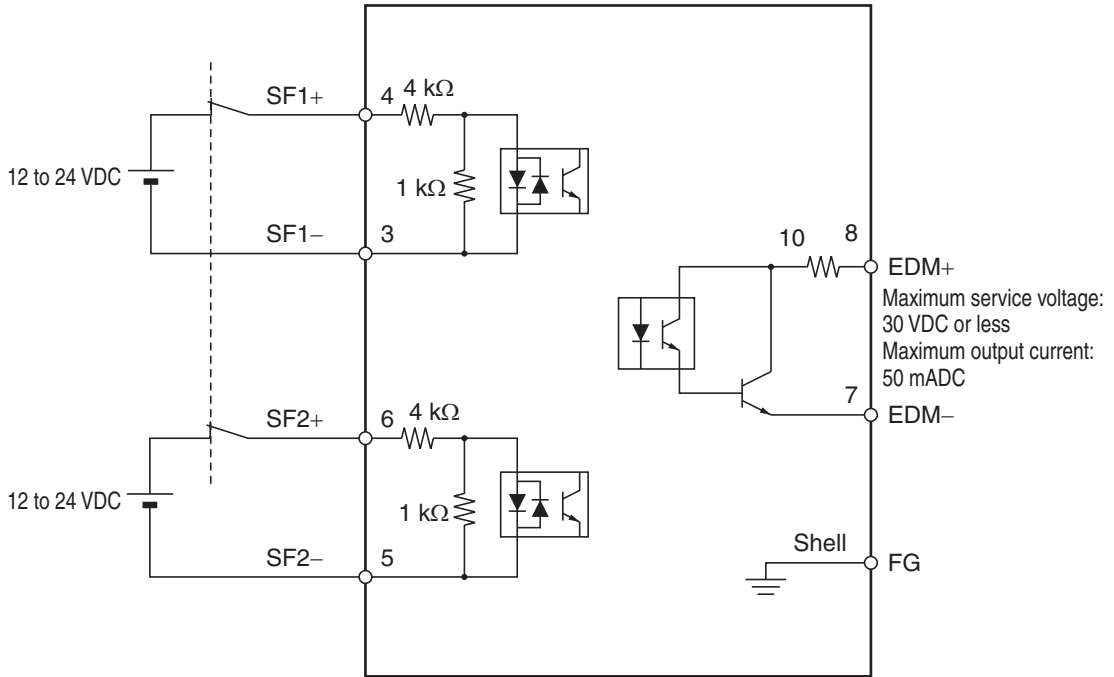 12 to 24 VDC
SF1+
4
4 kΩ
1 kΩ
SF1−
3
12 to 24 VDC
SF2+
6
4 kΩ
1 kΩ
SF2−
5
10
8
EDM+
Maximum service voltage:
30 VDC or less
Maximum output current:
50 mADC
7
EDM−
Shell
FG